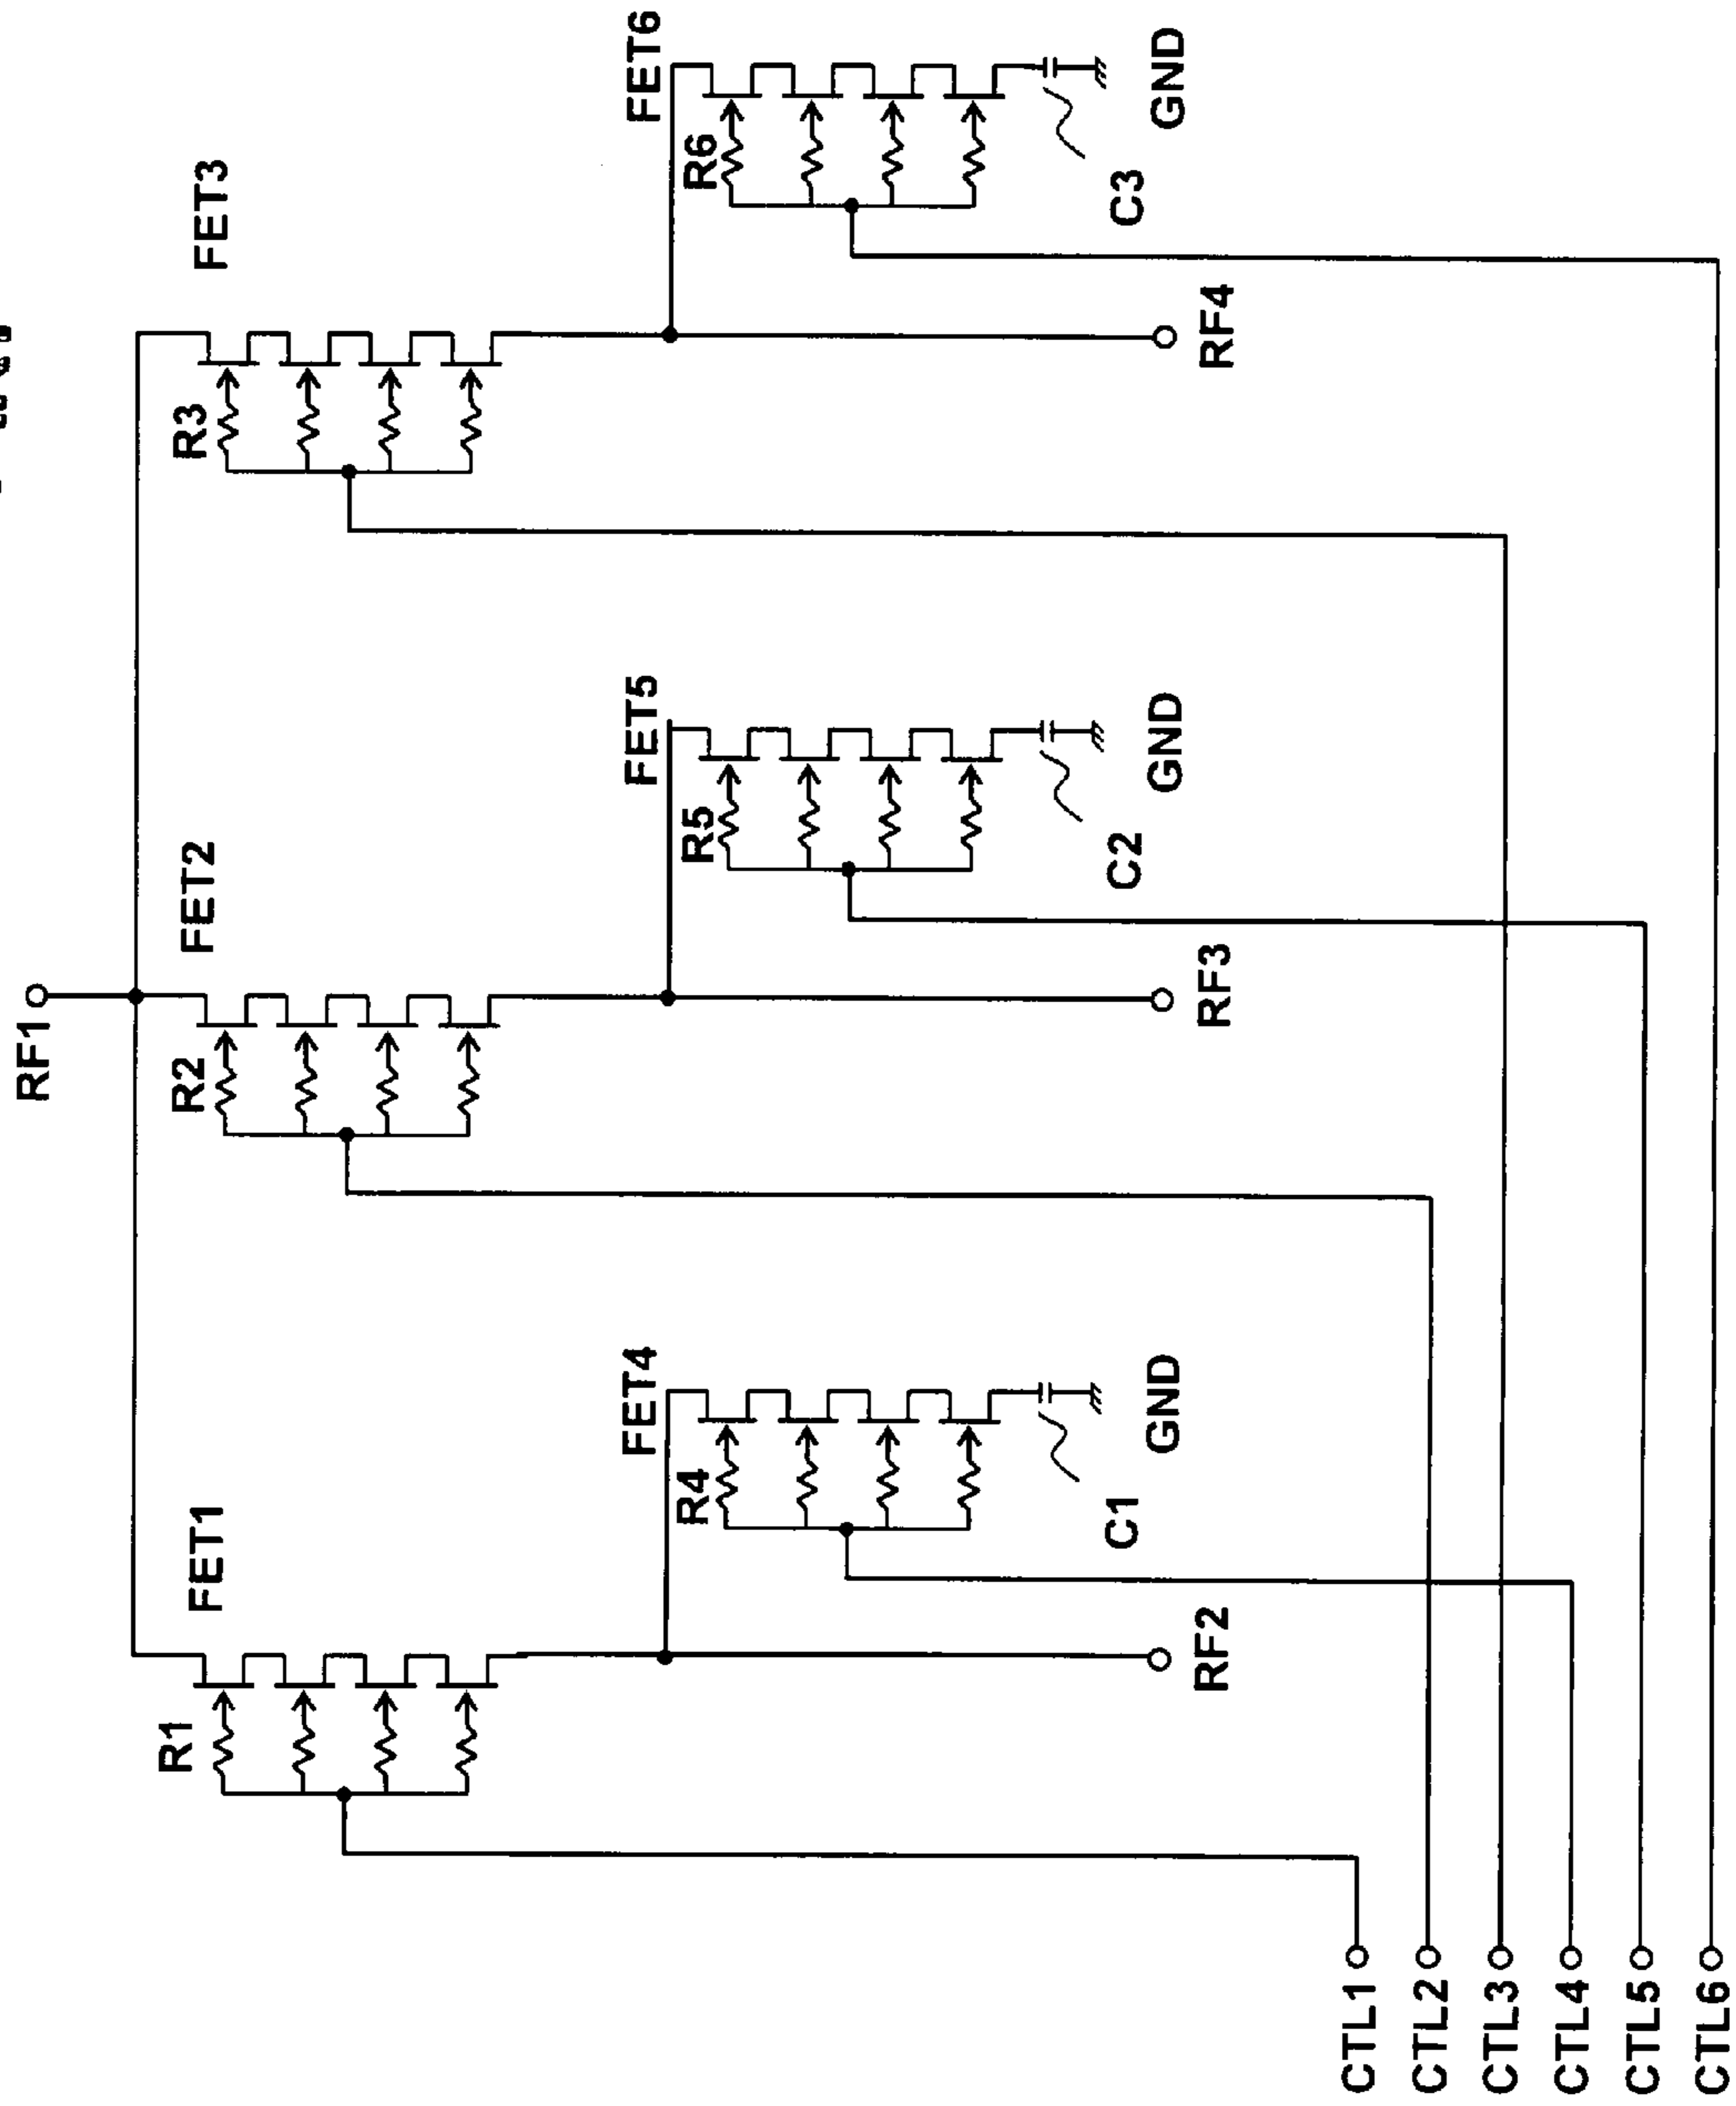 RF1
FET1
FET2
FET3
R1
R2
R3
FET4
FET5
FET6
R4
R5
R6
C1
C2
C3
GND
GND
GND
RF2
RF3
RF4
CTL1
CTL2
CTL3
CTL4
CTL5
CTL6